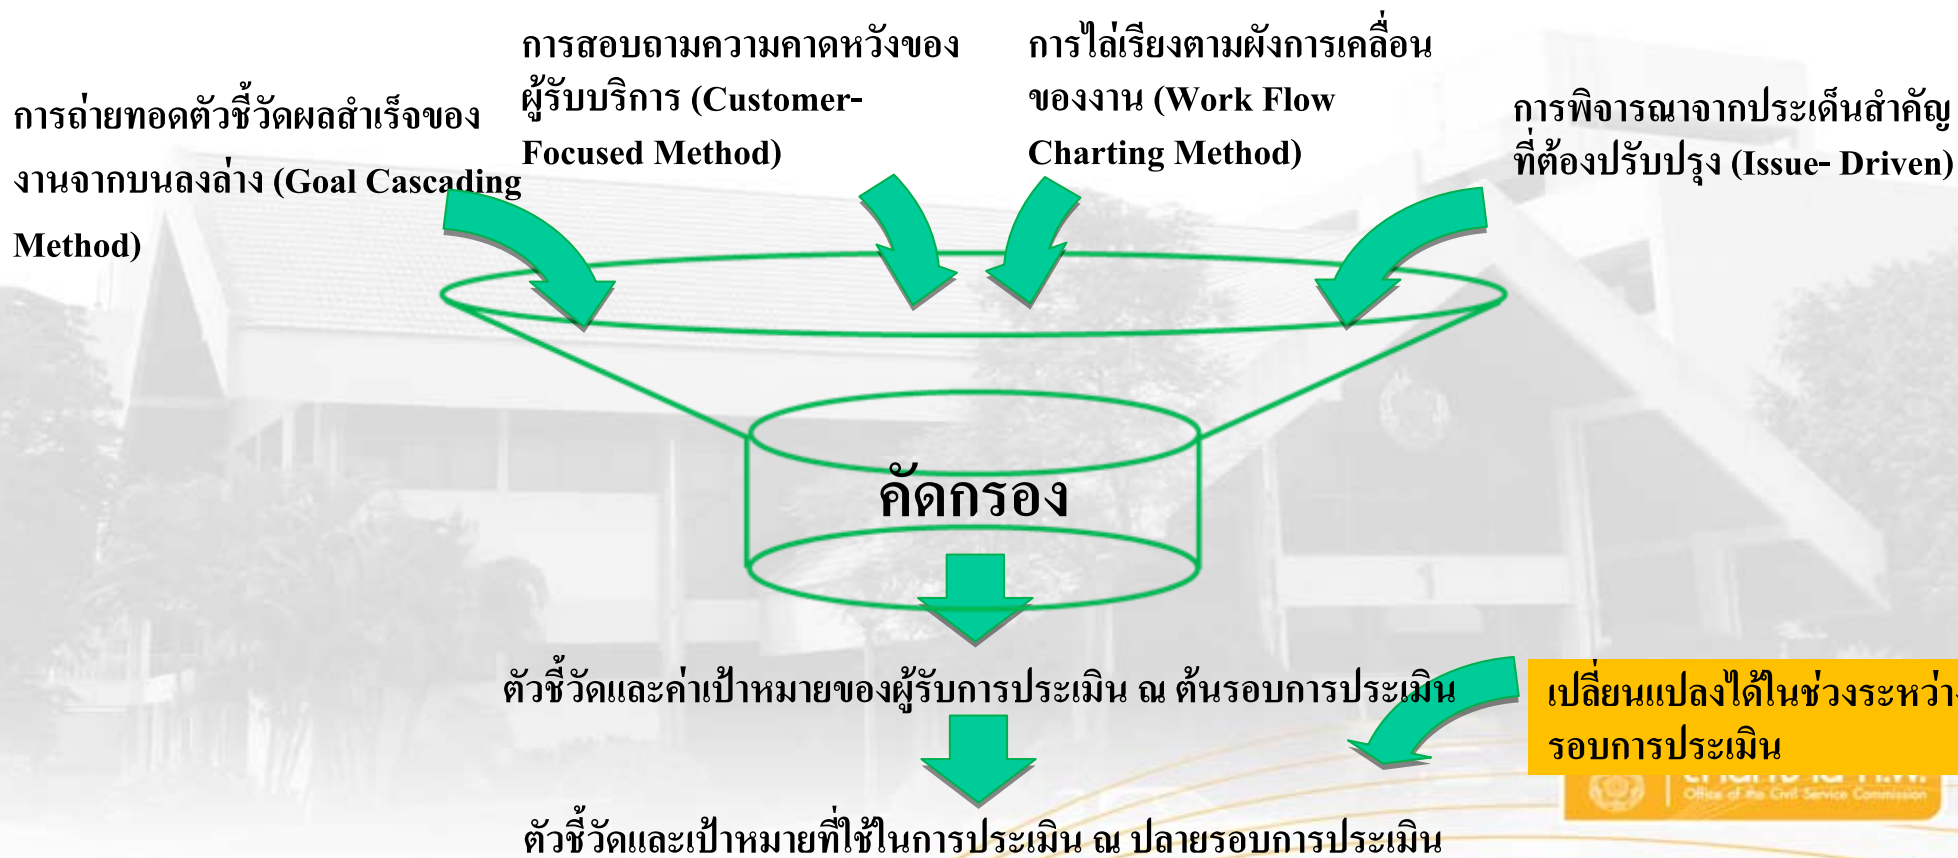 การถ่ายทอดตัวชี้วัดผลสำเร็จของ
งานจากบนลงล่าง (Goal Cascading
Method)
การสอบถามความคาดหวังของ
ผู้รับบริการ (Customer-
Focused Method)
การไล่เรียงตามผังการเคลื่อน
ของงาน (Work Flow
Charting Method)
การพิจารณาจากประเด็นสำคัญ
ที่ต้องปรับปรุง (Issue- Driven)
คัดกรอง
ตัวชี้วัดและค่าเป้าหมายของผู้รับการประเมิน ณ ต้นรอบการประเมิน
เปลี่ยนแปลงได้ในช่วงระหว่าง
รอบการประเมิน
Office of the Civil Service Commission
ตัวชี้วัดและเป้าหมายที่ใช้ในการประเมิน ณ ปลายรอบการประเมิน